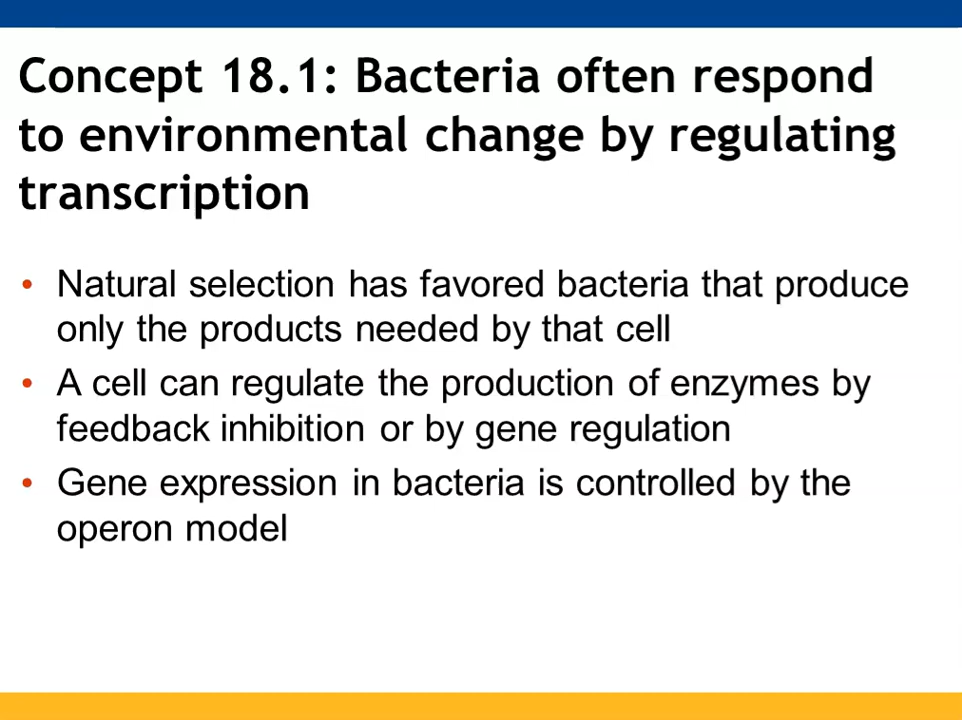 Concept 18.1: Bacteria often respond
to environmental change by regulating
transcription
• Natural selection has favored bacteria that produce
only the products needed by that cell
• A cell can regulate the production of enzymes by
feedback inhibition or by gene regulation
• Gene expression in bacteria is controlled by the
operon model